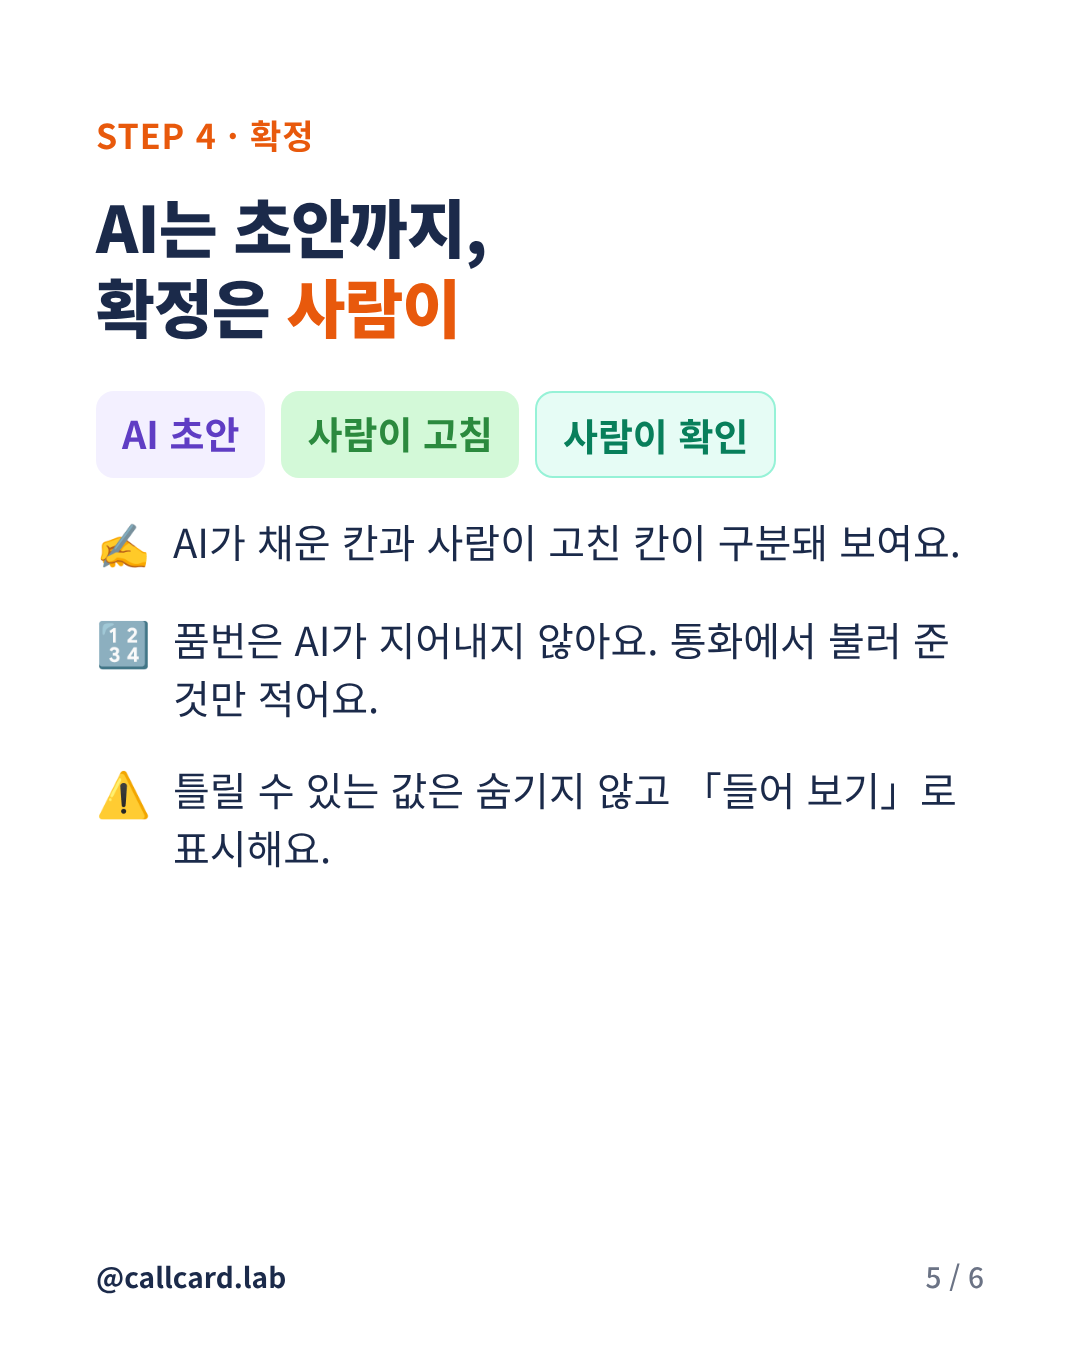 STEP 4 · 확정
AI는 초안까지,
확정은 사람이
AI 초안 사람이 고침 사람이 확인
✍️ AI가 채운 칸과 사람이 고친 칸이 구분돼 보여요.
🔢 품번은 AI가 지어내지 않아요. 통화에서 불러 준
것만 적어요.
⚠️ 틀릴 수 있는 값은 숨기지 않고 「들어 보기」로
표시해요.
@callcard.lab 5 / 6